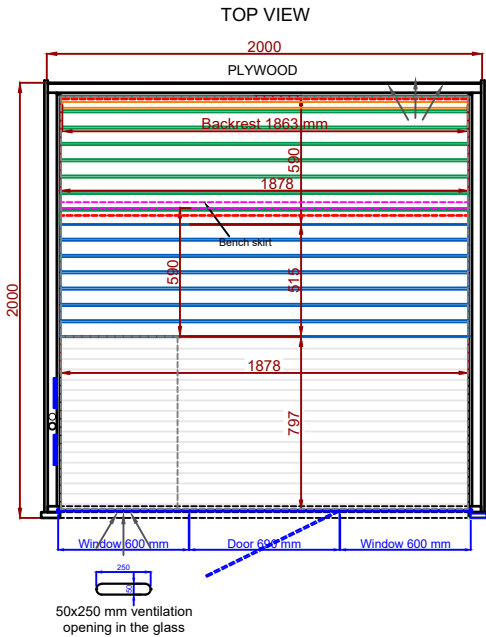 TOP VIEW
2000
PLYWOOD
Backrest 1863 mm
590
1878
Bench skirt
590
515
2000
1878
797
Window 600 mm
Door 690 mm
Window 600 mm
250
50
50x250 mm ventilation
opening in the glass